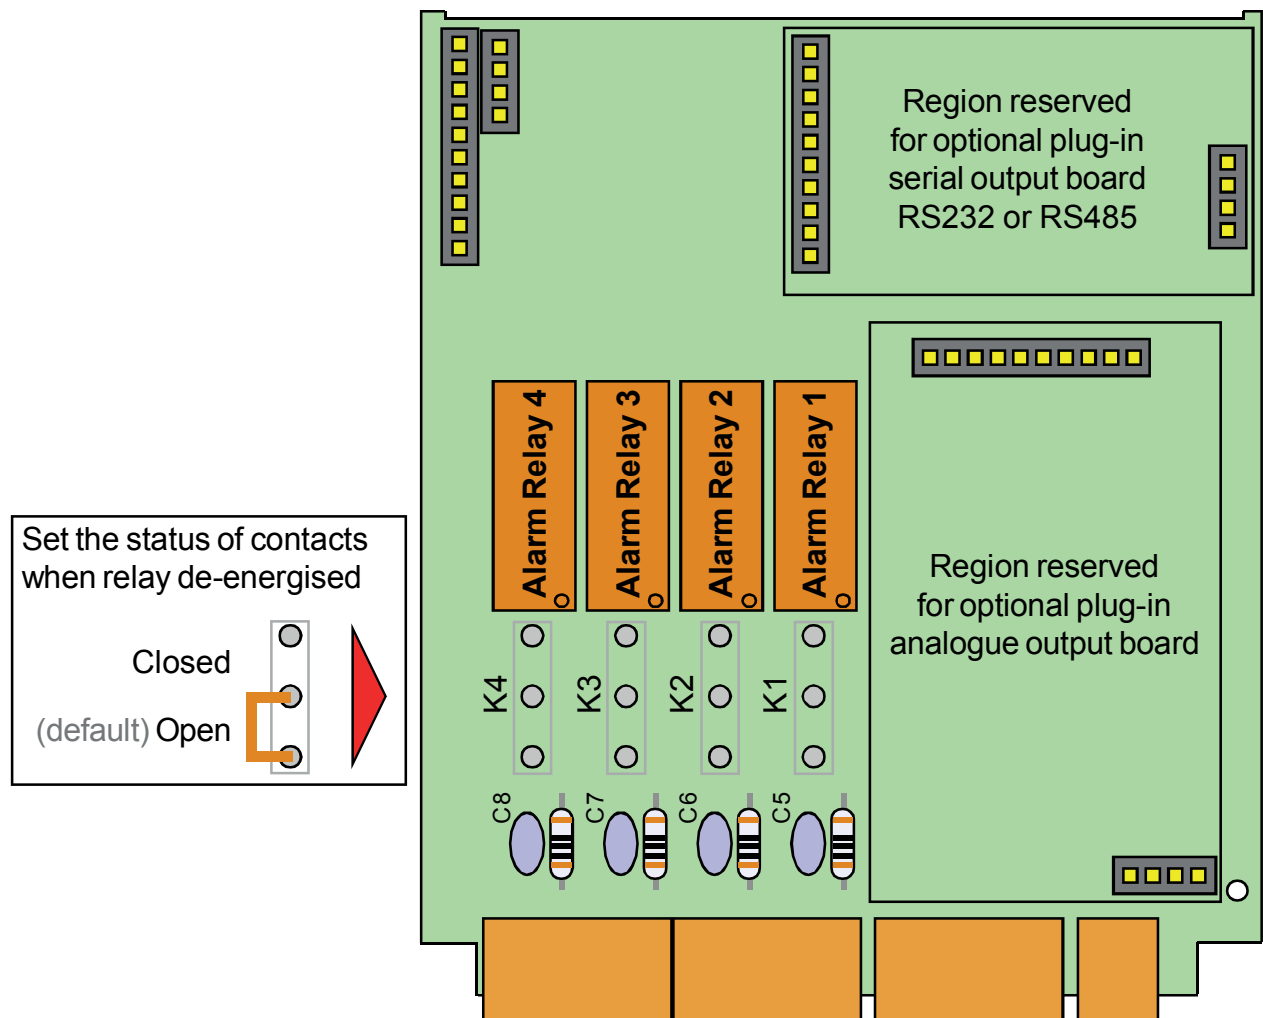 Region reserved
for optional plug-in
serial output board
RS232 or RS485
Alarm Relay 4
Alarm Relay 3
Alarm Relay 2
Alarm Relay 1
Set the status of contacts
when relay de-energised
Closed
(default) Open
Region reserved
for optional plug-in
analogue output board
K4
K3
K2
K1
C8
C7
C6
C5